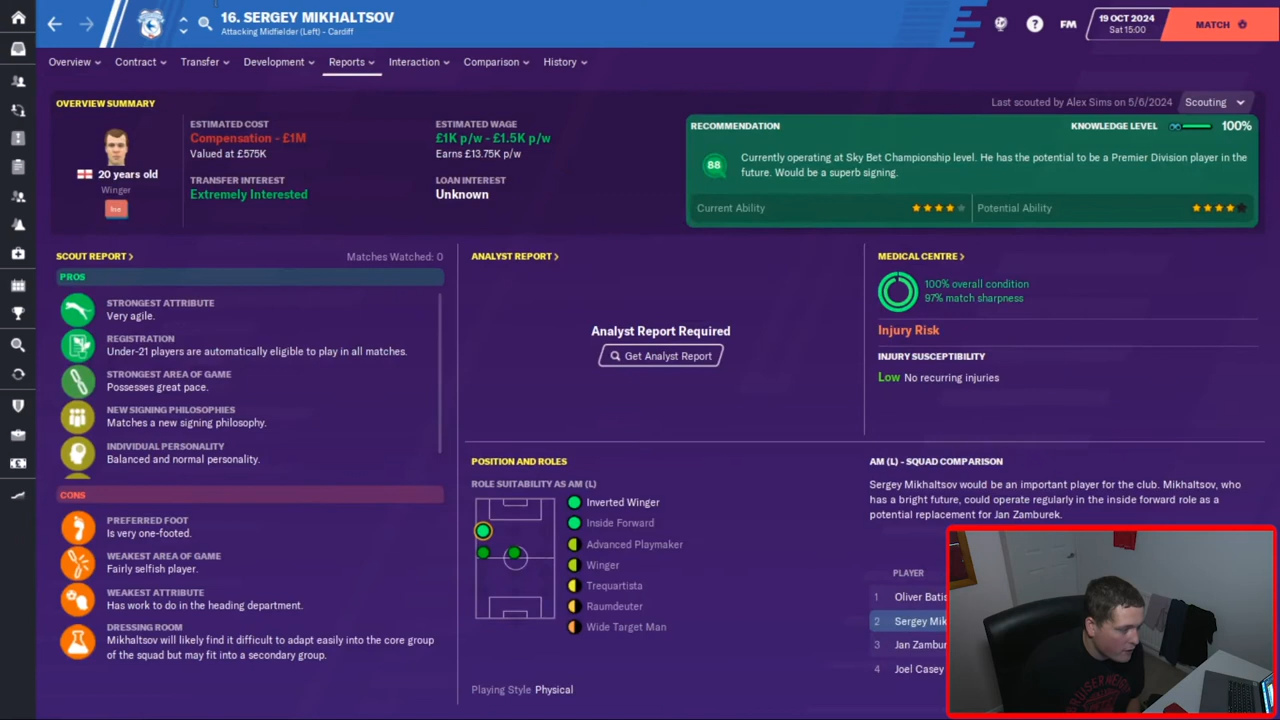 16. SERGEY MIKHALTSOV
Attacking Midfielder (Left) - Cardiff
FM
19 OCT 2024
Sat 15:00
MATCH
Overview
Contract
Transfer
Development
Reports
Interaction
Comparison
History
OVERVIEW SUMMARY
Last scouted by Alex Sims on 5/6/2024
Scouting
20 years old
Winger
Ine
ESTIMATED COST
Compensation - £1M
Valued at £575K
TRANSFER INTEREST
Extremely Interested
ESTIMATED WAGE
£1K p/w - £1.5K p/w
Earns £13.75K p/w
LOAN INTEREST
Unknown
RECOMMENDATION
KNOWLEDGE LEVEL
100%
88
Currently operating at Sky Bet Championship level. He has the potential to be a Premier Division player in the
future. Would be a superb signing.
Current Ability
Potential Ability
SCOUT REPORT
Matches Watched: 0
PROS
STRONGEST ATTRIBUTE
Very agile.
REGISTRATION
Under-21 players are automatically eligible to play in all matches.
STRONGEST AREA OF GAME
Possesses great pace.
NEW SIGNING PHILOSOPHIES
Matches a new signing philosophy.
INDIVIDUAL PERSONALITY
Balanced and normal personality.
CONS
PREFERRED FOOT
Is very one-footed.
WEAKEST AREA OF GAME
Fairly selfish player.
WEAKEST ATTRIBUTE
Has work to do in the heading department.
DRESSING ROOM
Mikhaltsov will likely find it difficult to adapt easily into the core group
of the squad but may fit into a secondary group.
ANALYST REPORT
Analyst Report Required
Get Analyst Report
POSITION AND ROLES
ROLE SUITABILITY AS AM (L)
Inverted Winger
Inside Forward
Advanced Playmaker
Winger
Trequartista
Raumdeuter
Wide Target Man
Playing Style Physical
MEDICAL CENTRE
100% overall condition
97% match sharpness
Injury Risk
INJURY SUSCEPTIBILITY
Low No recurring injuries
AM (L) - SQUAD COMPARISON
Sergey Mikhaltsov would be an important player for the club. Mikhaltsov, who
has a bright future, could operate regularly in the inside forward role as a
potential replacement for Jan Zamburek.
PLAYER
1 Oliver Batis
2 Sergey Mik
3 Jan Zambur
4 Joel Casey